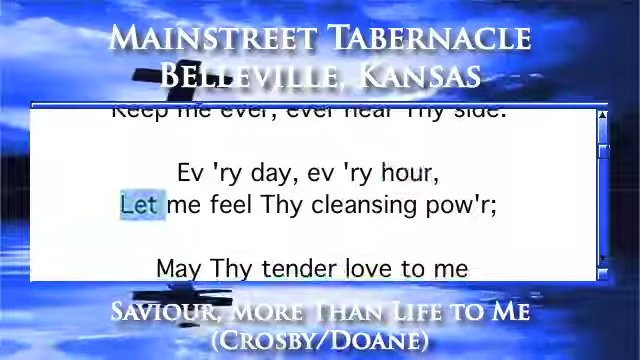 Mainstreet Tabernacle
Belleville, Kansas
Keep me ever, ever near Thy side.
Ev 'ry day, ev 'ry hour,
Let me feel Thy cleansing pow'r;
May Thy tender love to me
Saviour, More Than Life to Me
(Crosby/Doane)